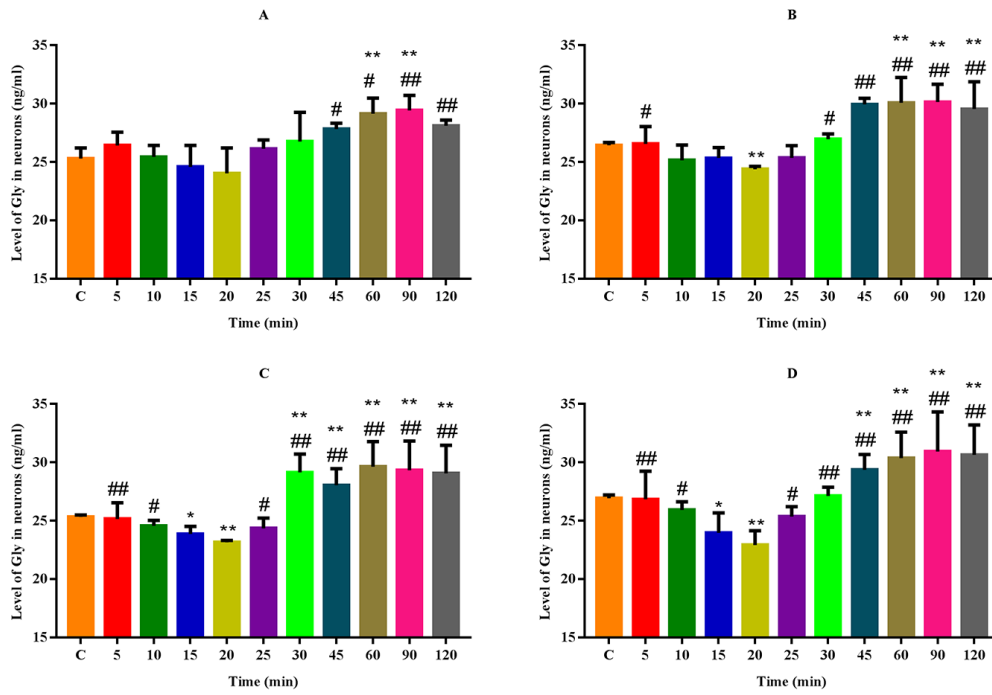 A
Level of Gly in neurons (ng/ml)
35
30
25
20
15
** **
# ##
# ##
C 5 10 15 20 25 30 45 60 90 120
Time (min)
B
Level of Gly in neurons (ng/ml)
35
30
25
20
15
** ** **
## ## ## ##
# #
**
C 5 10 15 20 25 30 45 60 90 120
Time (min)
C
Level of Gly in neurons (ng/ml)
35
30
25
20
15
** ** ** ** **
## ## ## ## ##
## # * ** #
C 5 10 15 20 25 30 45 60 90 120
Time (min)
D
Level of Gly in neurons (ng/ml)
35
30
25
20
15
** ** ** **
## ## ## ##
## # * ** # ##
C 5 10 15 20 25 30 45 60 90 120
Time (min)